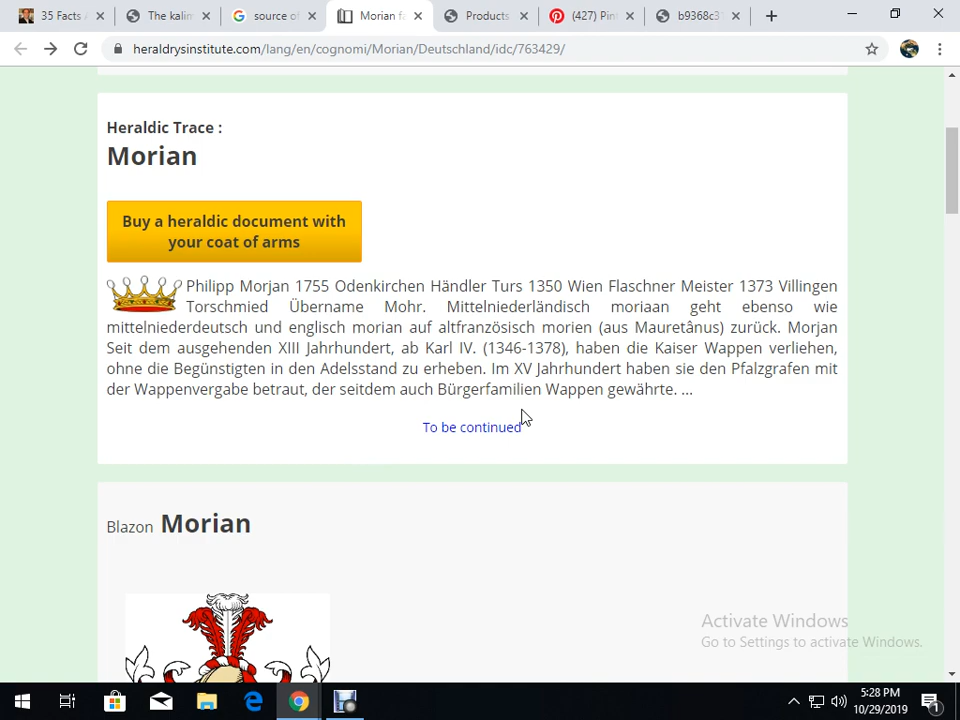 35 Facts
The kalim
source of
Morian fa
Products
(427) Pin
b9368c3
heraldrysinstitute.com/lang/en/cognomi/Morian/Deutschland/idc/763429/
Heraldic Trace :
Morian
Buy a heraldic document with
your coat of arms
Philipp Morjan 1755 Odenkirchen Händler Turs 1350 Wien Flaschner Meister 1373 Villingen
Torschmied Übername Mohr. Mittelniederländisch moriaan geht ebenso wie
mittelniederdeutsch und englisch morian auf altfranzösisch morien (aus Mauretânus) zurück. Morjan
Seit dem ausgehenden XIII Jahrhundert, ab Karl IV. (1346-1378), haben die Kaiser Wappen verliehen,
ohne die Begünstigten in den Adelsstand zu erheben. Im XV Jahrhundert haben sie den Pfalzgrafen mit
der Wappenvergabe betraut, der seitdem auch Bürgerfamilien Wappen gewährte. ...
To be continued
Blazon Morian
Activate Windows
Go to Settings to activate Windows.
5:28 PM
10/29/2019
1